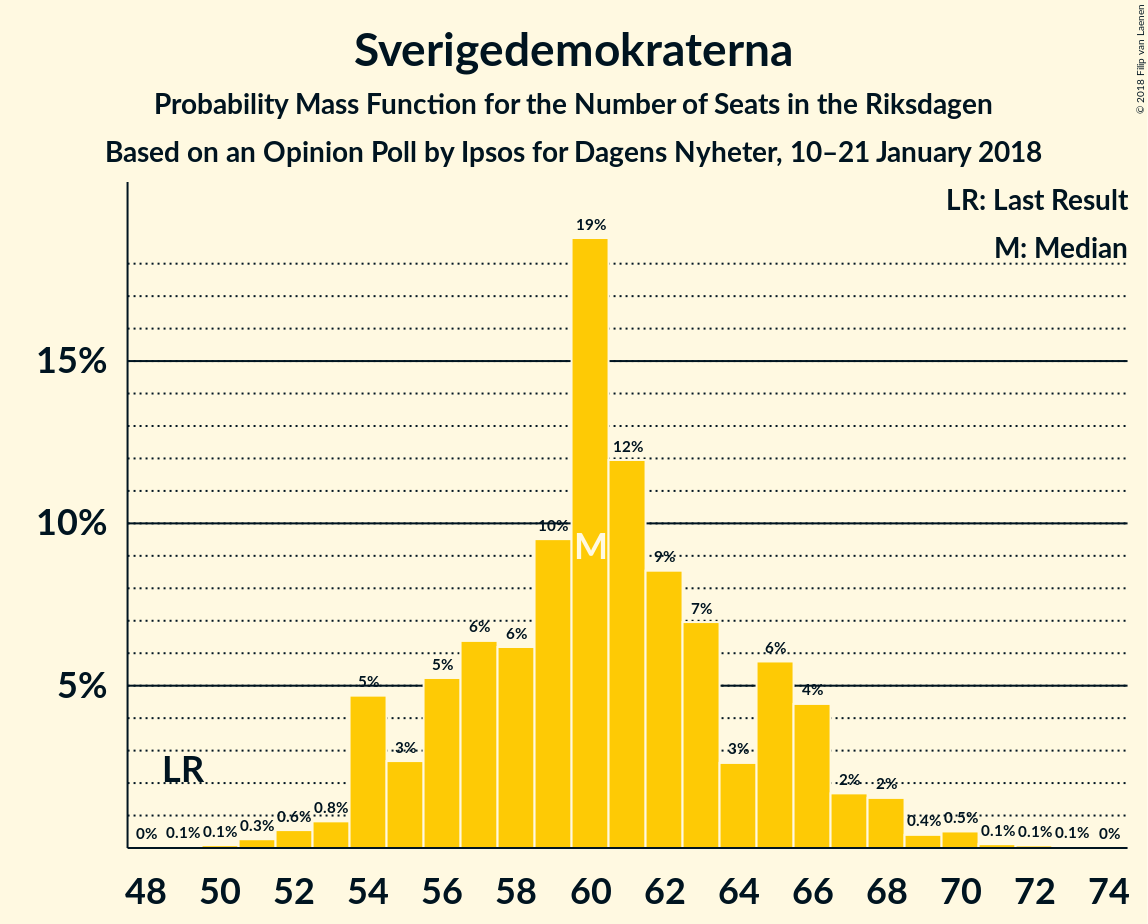 Sverigedemokraterna
Probability Mass Function for the Number of Seats in the Riksdagen
Based on an Opinion Poll by Ipsos for Dagens Nyheter, 10–21 January 2018
© 2018 Filip van Laenen
LR: Last Result
M: Median
15%
10%
5%
LR
M
0% 0.1% 0.1% 0.3% 0.6% 0.8% 5% 3% 5% 6% 6% 10% 19% 12% 9% 7% 3% 6% 4% 2% 2% 0.4% 0.5% 0.1% 0.1% 0.1% 0%
48 50 52 54 56 58 60 62 64 66 68 70 72 74